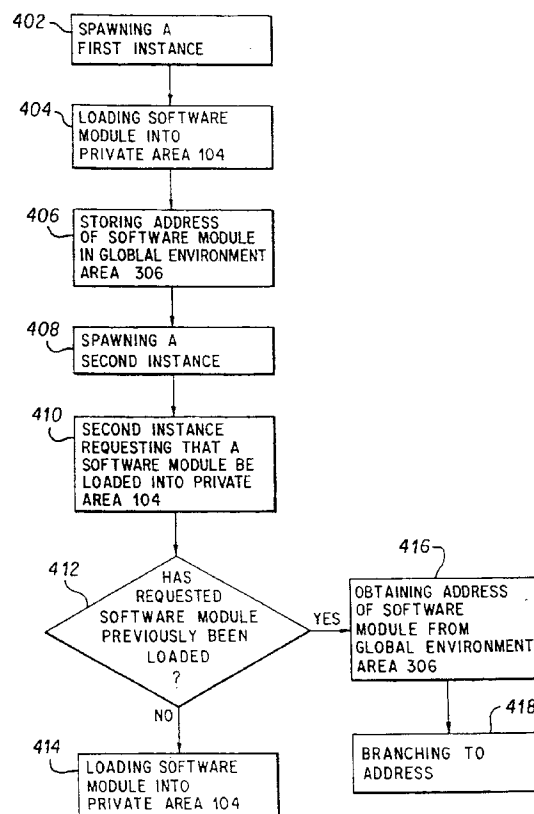 402
SPAWNING A
FIRST INSTANCE
404
LOADING SOFTWARE
MODULE INTO
PRIVATE AREA 104
406
STORING ADDRESS
OF SOFTWARE MODULE
IN GLOBLAL ENVIRONMENT
AREA 306
408
SPAWNING A
SECOND INSTANCE
410
SECOND INSTANCE
REQUESTING THAT A
SOFTWARE MODULE BE
LOADED INTO PRIVATE
AREA 104
412
HAS
REQUESTED
SOFTWARE MODULE
PREVIOUSLY BEEN
LOADED
?
YES
416
OBTAINING ADDRESS
OF SOFTWARE
MODULE FROM
GLOBAL ENVIRONMENT
AREA 306
418
BRANCHING TO
ADDRESS
NO
414
LOADING SOFTWARE
MODULE INTO
PRIVATE AREA 104